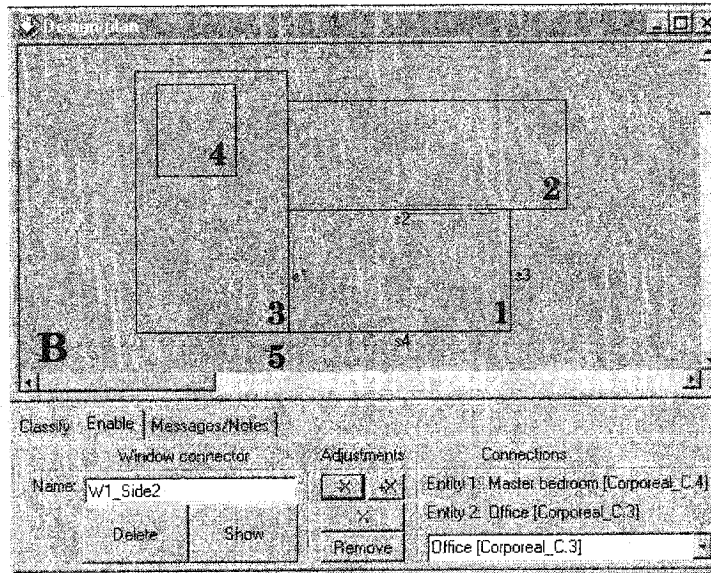 Design plan
4
2
s2
s1
s3
3
1
s4
B
5
Classify Enable Messages/Notes
Window connector Adjustments Connections
Name: W1_Side2 -X +X Entity 1: Master bedroom [Corporeal_C.4]
Entity 2: Office [Corporeal_C.3]
Delete Show Remove Office [Corporeal_C.3]